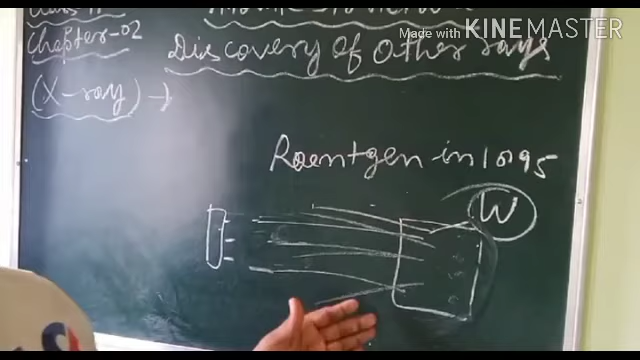 Made with KINEMASTER
Chapter-02
Discovery of Other rays
(X-ray) →
Roentgen in 1895
W